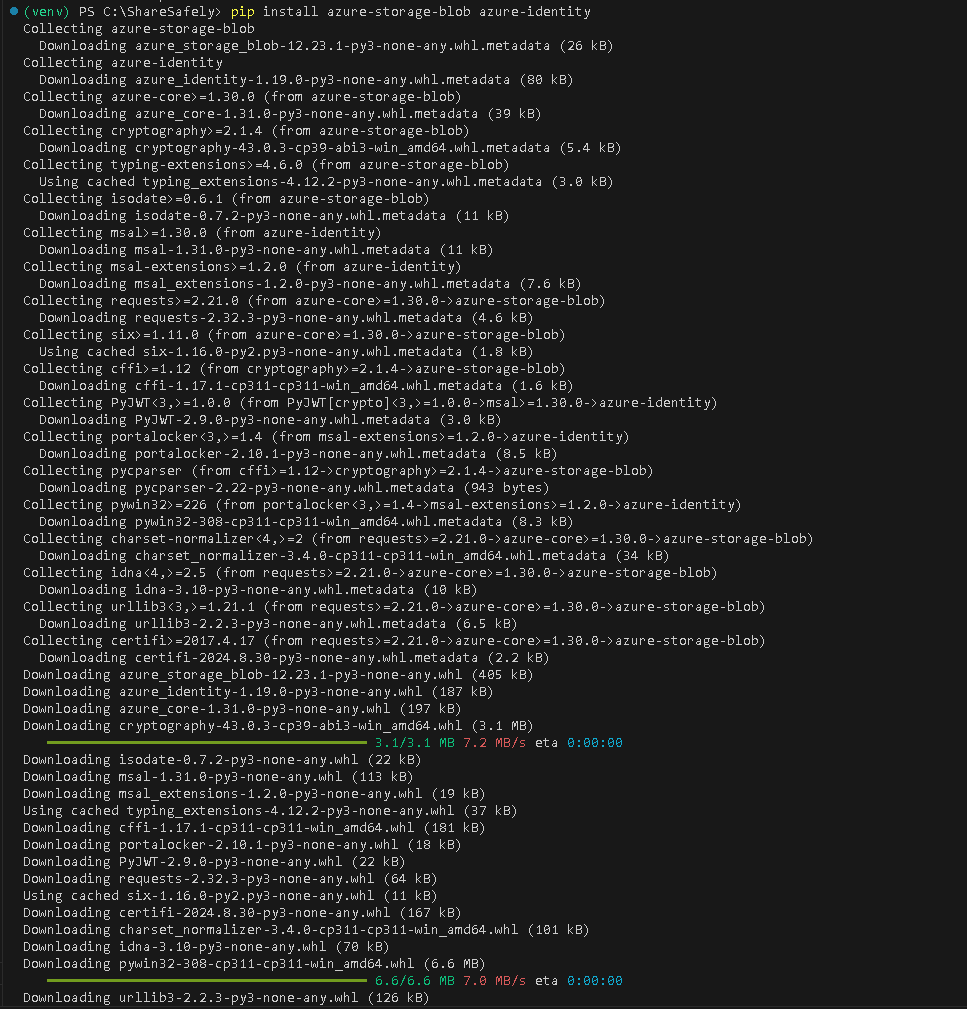 (venv) PS C:\ShareSafely> pip install azure-storage-blob azure-identity
Collecting azure-storage-blob
Downloading azure_storage_blob-12.23.1-py3-none-any.whl.metadata (26 kB)
Collecting azure-identity
Downloading azure_identity-1.19.0-py3-none-any.whl.metadata (80 kB)
Collecting azure-core>=1.30.0 (from azure-storage-blob)
Downloading azure_core-1.31.0-py3-none-any.whl.metadata (39 kB)
Collecting cryptography>=2.1.4 (from azure-storage-blob)
Downloading cryptography-43.0.3-cp39-abi3-win_amd64.whl.metadata (5.4 kB)
Collecting typing-extensions>=4.6.0 (from azure-storage-blob)
Using cached typing_extensions-4.12.2-py3-none-any.whl.metadata (3.0 kB)
Collecting isodate>=0.6.1 (from azure-storage-blob)
Downloading isodate-0.7.2-py3-none-any.whl.metadata (11 kB)
Collecting msal>=1.30.0 (from azure-identity)
Downloading msal-1.31.0-py3-none-any.whl.metadata (11 kB)
Collecting msal-extensions>=1.2.0 (from azure-identity)
Downloading msal_extensions-1.2.0-py3-none-any.whl.metadata (7.6 kB)
Collecting requests>=2.21.0 (from azure-core>=1.30.0->azure-storage-blob)
Downloading requests-2.32.3-py3-none-any.whl.metadata (4.6 kB)
Collecting six>=1.11.0 (from azure-core>=1.30.0->azure-storage-blob)
Using cached six-1.16.0-py2.py3-none-any.whl.metadata (1.8 kB)
Collecting cffi>=1.12 (from cryptography>=2.1.4->azure-storage-blob)
Downloading cffi-1.17.1-cp311-cp311-win_amd64.whl.metadata (1.6 kB)
Collecting PyJWT<3,>=1.0.0 (from PyJWT[crypto]<3,>=1.0.0->msal>=1.30.0->azure-identity)
Downloading PyJWT-2.9.0-py3-none-any.whl.metadata (3.0 kB)
Collecting portalocker<3,>=1.4 (from msal-extensions>=1.2.0->azure-identity)
Downloading portalocker-2.10.1-py3-none-any.whl.metadata (8.5 kB)
Collecting pycparser (from cffi>=1.12->cryptography>=2.1.4->azure-storage-blob)
Downloading pycparser-2.22-py3-none-any.whl.metadata (943 bytes)
Collecting pywin32>=226 (from portalocker<3,>=1.4->msal-extensions>=1.2.0->azure-identity)
Downloading pywin32-308-cp311-cp311-win_amd64.whl.metadata (8.3 kB)
Collecting charset-normalizer<4,>=2 (from requests>=2.21.0->azure-core>=1.30.0->azure-storage-blob)
Downloading charset_normalizer-3.4.0-cp311-cp311-win_amd64.whl.metadata (34 kB)
Collecting idna<4,>=2.5 (from requests>=2.21.0->azure-core>=1.30.0->azure-storage-blob)
Downloading idna-3.10-py3-none-any.whl.metadata (10 kB)
Collecting urllib3<3,>=1.21.1 (from requests>=2.21.0->azure-core>=1.30.0->azure-storage-blob)
Downloading urllib3-2.2.3-py3-none-any.whl.metadata (6.5 kB)
Collecting certifi>=2017.4.17 (from requests>=2.21.0->azure-core>=1.30.0->azure-storage-blob)
Downloading certifi-2024.8.30-py3-none-any.whl.metadata (2.2 kB)
Downloading azure_storage_blob-12.23.1-py3-none-any.whl (405 kB)
Downloading azure_identity-1.19.0-py3-none-any.whl (187 kB)
Downloading azure_core-1.31.0-py3-none-any.whl (197 kB)
Downloading cryptography-43.0.3-cp39-abi3-win_amd64.whl (3.1 MB)
3.1/3.1 MB 7.2 MB/s eta 0:00:00
Downloading isodate-0.7.2-py3-none-any.whl (22 kB)
Downloading msal-1.31.0-py3-none-any.whl (113 kB)
Downloading msal_extensions-1.2.0-py3-none-any.whl (19 kB)
Using cached typing_extensions-4.12.2-py3-none-any.whl (37 kB)
Downloading cffi-1.17.1-cp311-cp311-win_amd64.whl (181 kB)
Downloading portalocker-2.10.1-py3-none-any.whl (18 kB)
Downloading PyJWT-2.9.0-py3-none-any.whl (22 kB)
Downloading requests-2.32.3-py3-none-any.whl (64 kB)
Using cached six-1.16.0-py2.py3-none-any.whl (11 kB)
Downloading certifi-2024.8.30-py3-none-any.whl (167 kB)
Downloading charset_normalizer-3.4.0-cp311-cp311-win_amd64.whl (101 kB)
Downloading idna-3.10-py3-none-any.whl (70 kB)
Downloading pywin32-308-cp311-cp311-win_amd64.whl (6.6 MB)
6.6/6.6 MB 7.0 MB/s eta 0:00:00
Downloading urllib3-2.2.3-py3-none-any.whl (126 kB)